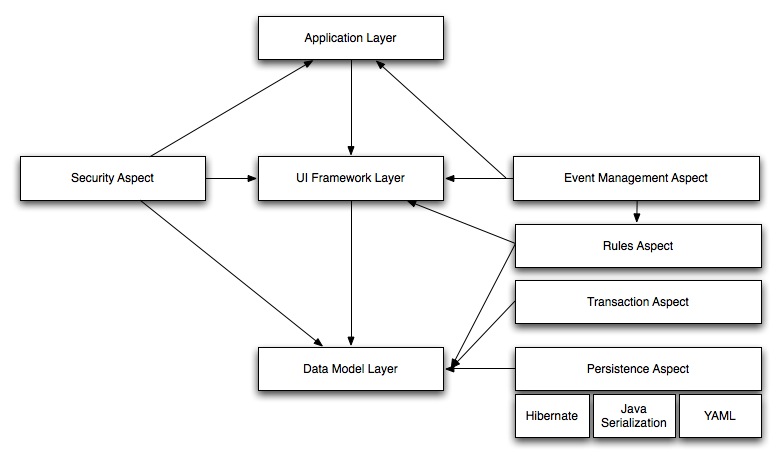 Application Layer
Security Aspect
UI Framework Layer
Event Management Aspect
Rules Aspect
Transaction Aspect
Data Model Layer
Persistence Aspect
Hibernate
Java
Serialization
YAML